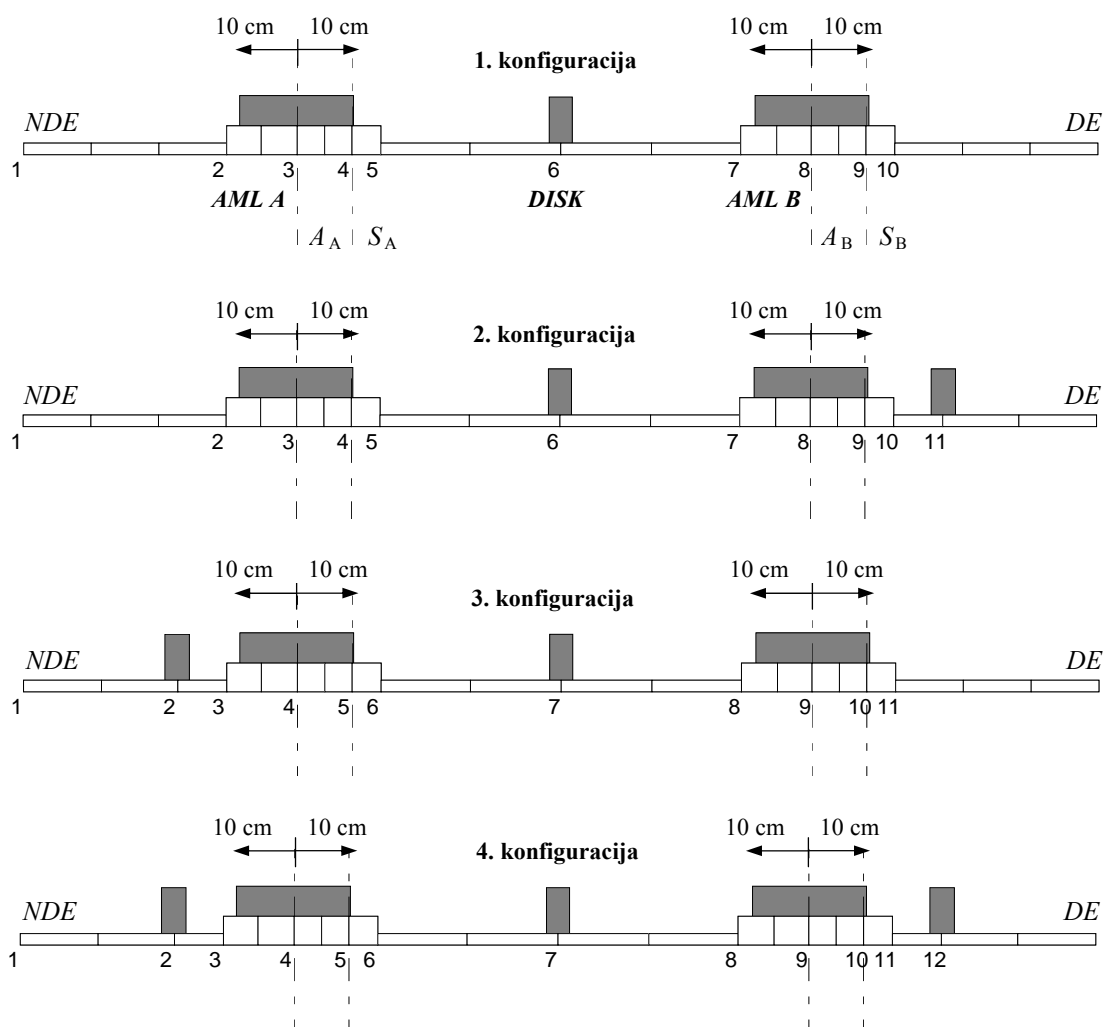 10 cm 10 cm 10 cm 10 cm
1. konfiguracija
NDE DE
1 2 3 4 5 6 7 8 9 10
AML A DISK AML B
A_A S_A A_B S_B
10 cm 10 cm 10 cm 10 cm
2. konfiguracija
NDE DE
1 2 3 4 5 6 7 8 9 10 11
10 cm 10 cm 10 cm 10 cm
3. konfiguracija
NDE DE
1 2 3 4 5 6 7 8 9 10 11
10 cm 10 cm 10 cm 10 cm
4. konfiguracija
NDE DE
1 2 3 4 5 6 7 8 9 10 11 12